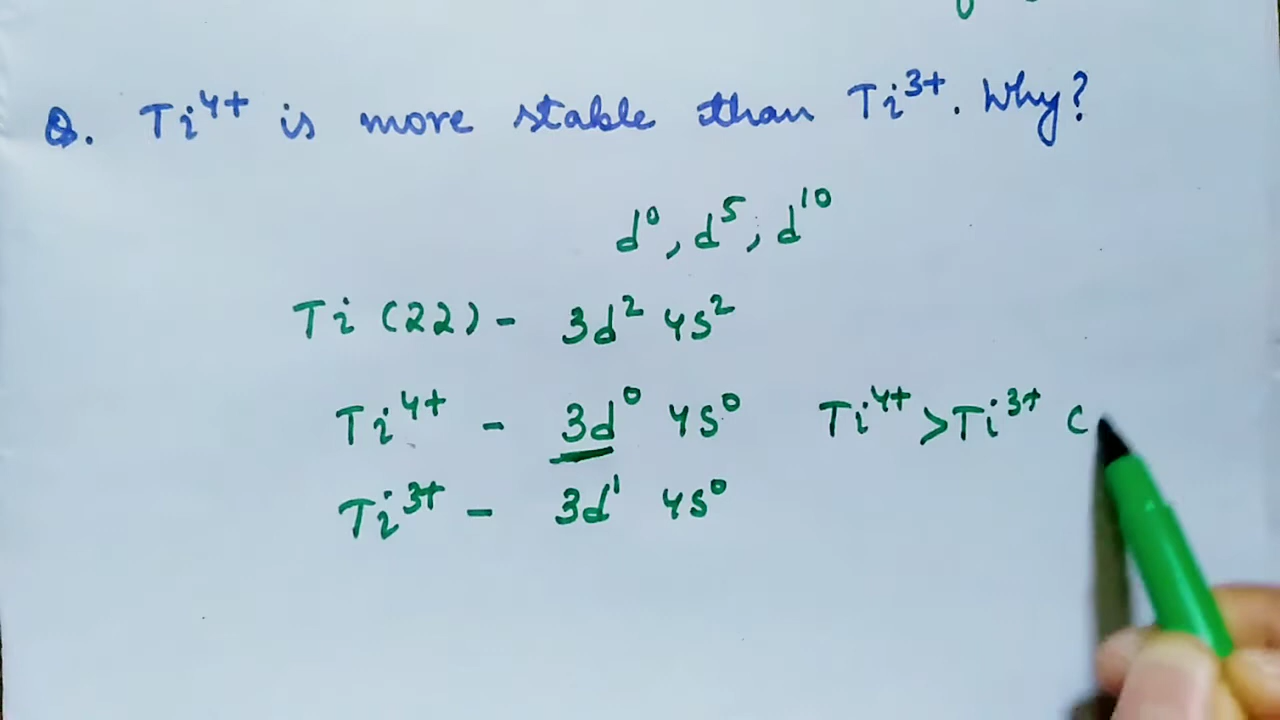 Q. Ti⁴⁺ is more stable than Ti³⁺. Why?
d⁰, d⁵, d¹⁰
Ti (22) - 3d² 4s²
Ti⁴⁺ - 3d⁰ 4s⁰ Ti⁴⁺ > Ti³⁺ (
Ti³⁺ - 3d¹ 4s⁰